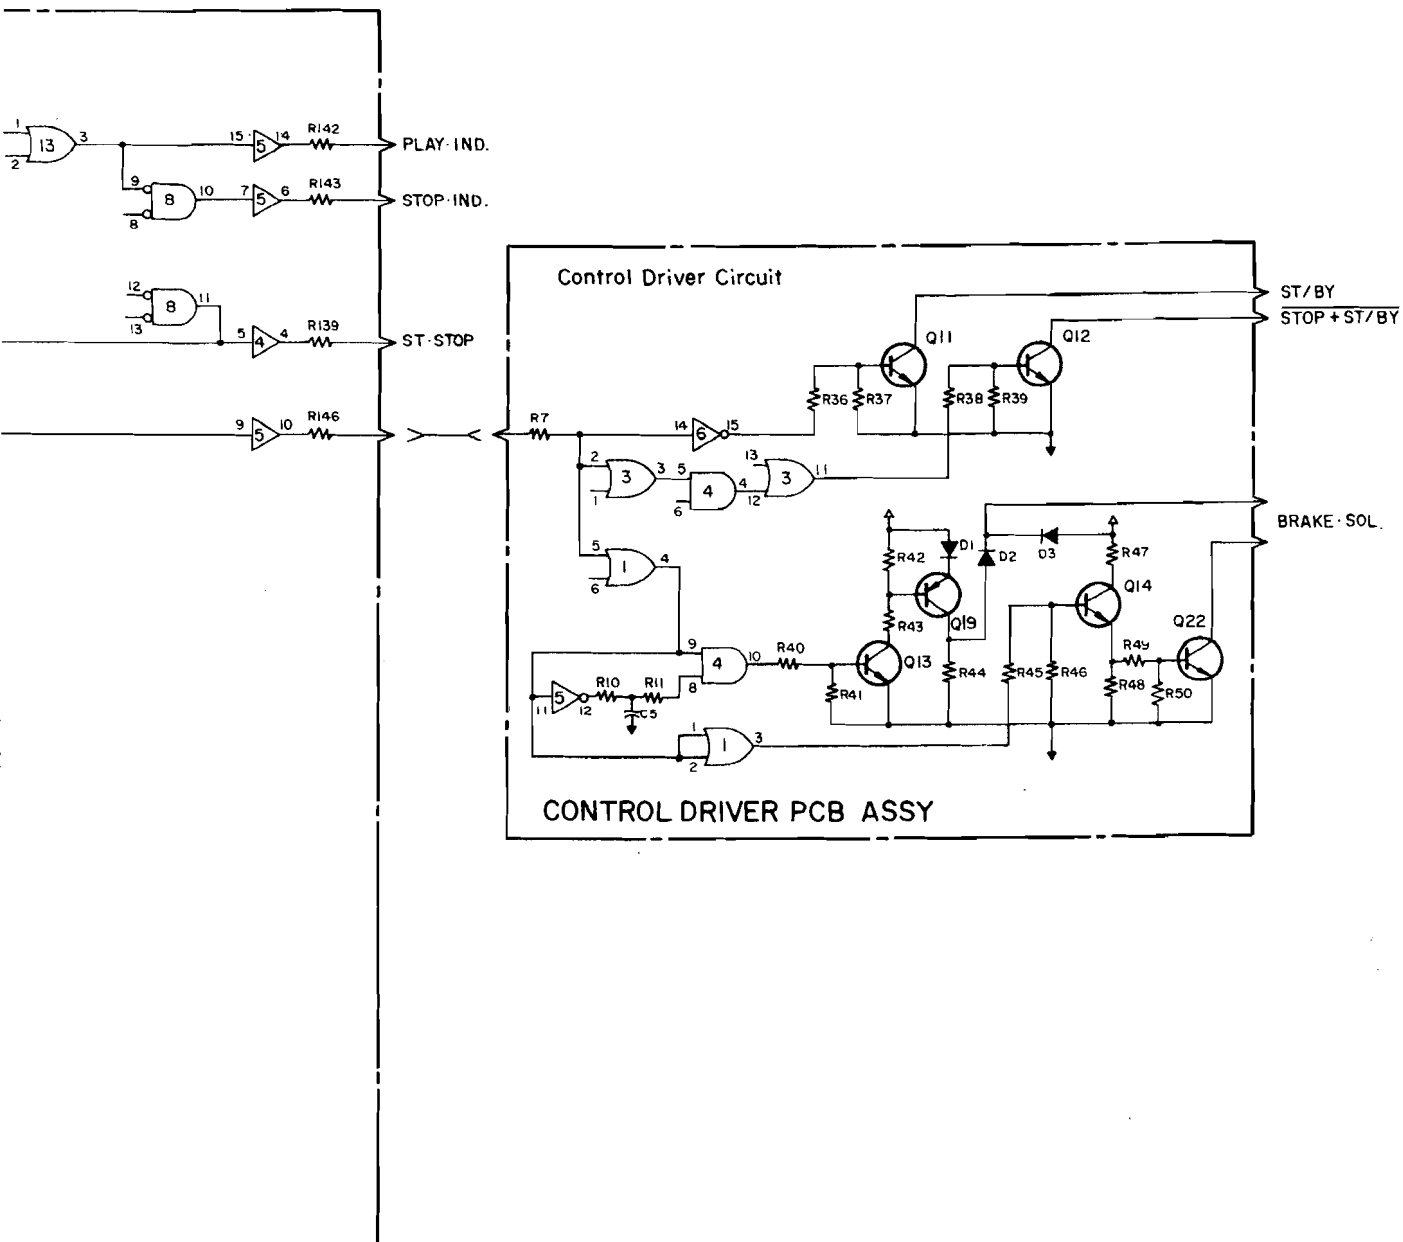 1
2
13
3
15
5
14
R142
PLAY·IND.
9
8
8
10
7
5
6
R143
STOP·IND.
12
13
8
11
5
4
4
R139
ST·STOP
9
5
10
R146
Control Driver Circuit
ST/BY
STOP + ST/BY
Q11
Q12
R36
R37
R38
R39
R7
14
6
15
2
1
3
3
5
6
4
4
13
12
3
11
BRAKE·SOL.
5
6
1
4
R42
D1
D2
D3
R47
Q14
R43
Q19
Q22
9
8
4
10
R40
R41
Q13
R44
R45
R46
R49
R48
R50
11
5
12
R10
R11
C5
1
2
1
3
CONTROL DRIVER PCB ASSY